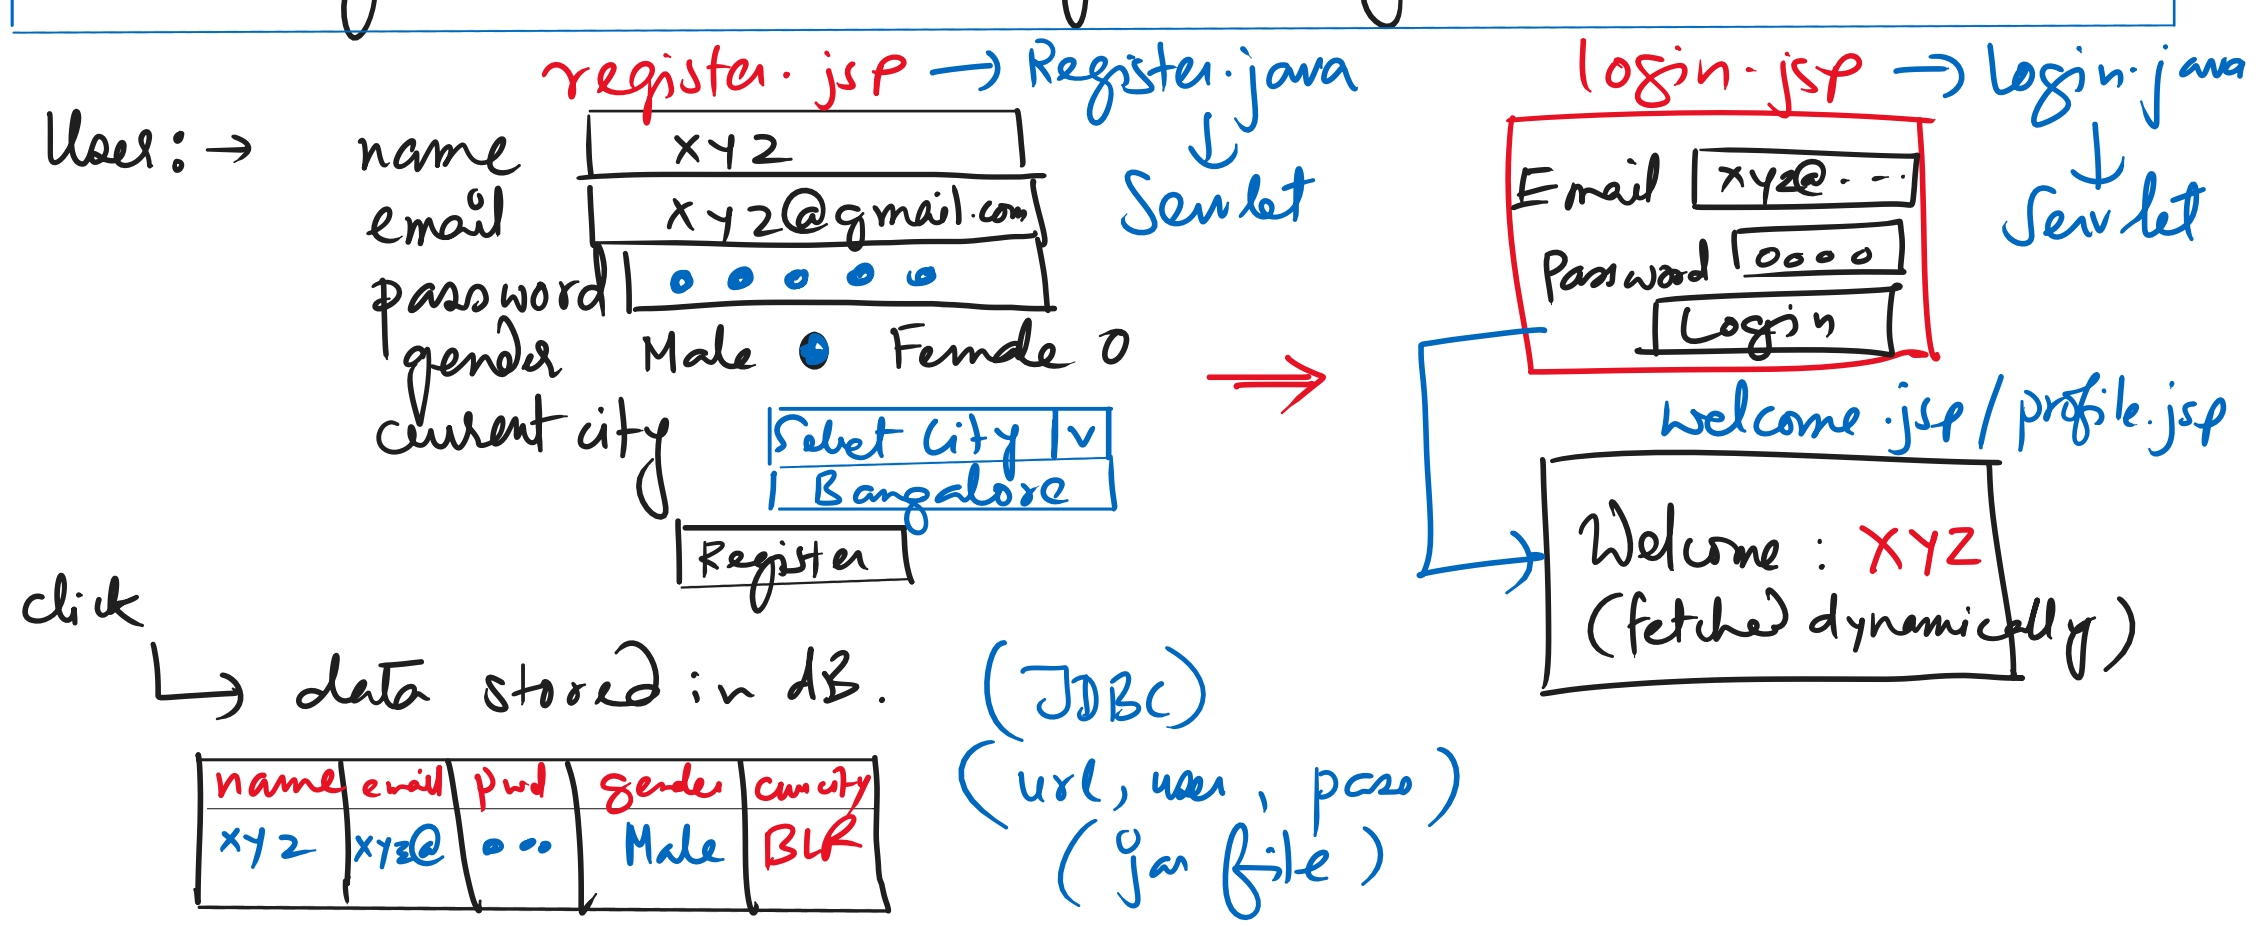 register.jsp → Register.java
↓
Servlet
User: →
name xyz
email xyz@gmail.com
password
gender Male Female
current city Select City v
Bangalore
Register
click
data stored in dB.
(JDBC)
(url, user, pass)
(jar file)
name email pwd gender curr city
xyz xyz@ ... Male BLR
login.jsp → Login.java
↓
Servlet
Email xyz@...
Password
Login
welcome.jsp / profile.jsp
Welcome : XYZ
(fetched dynamically)